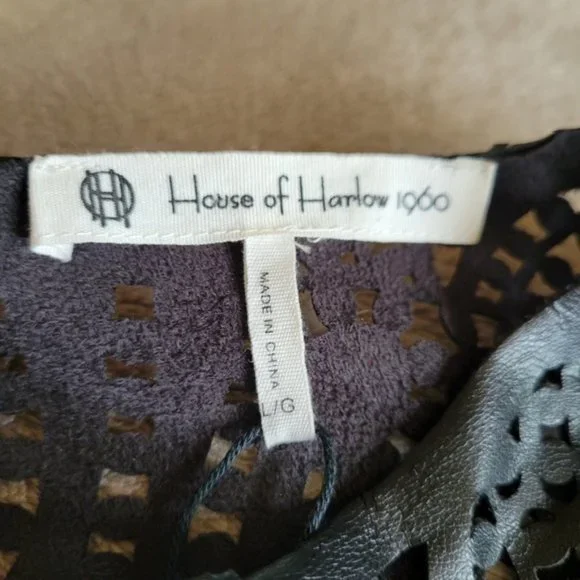 House of Harlow 1960
MADE IN CHINA
L/G